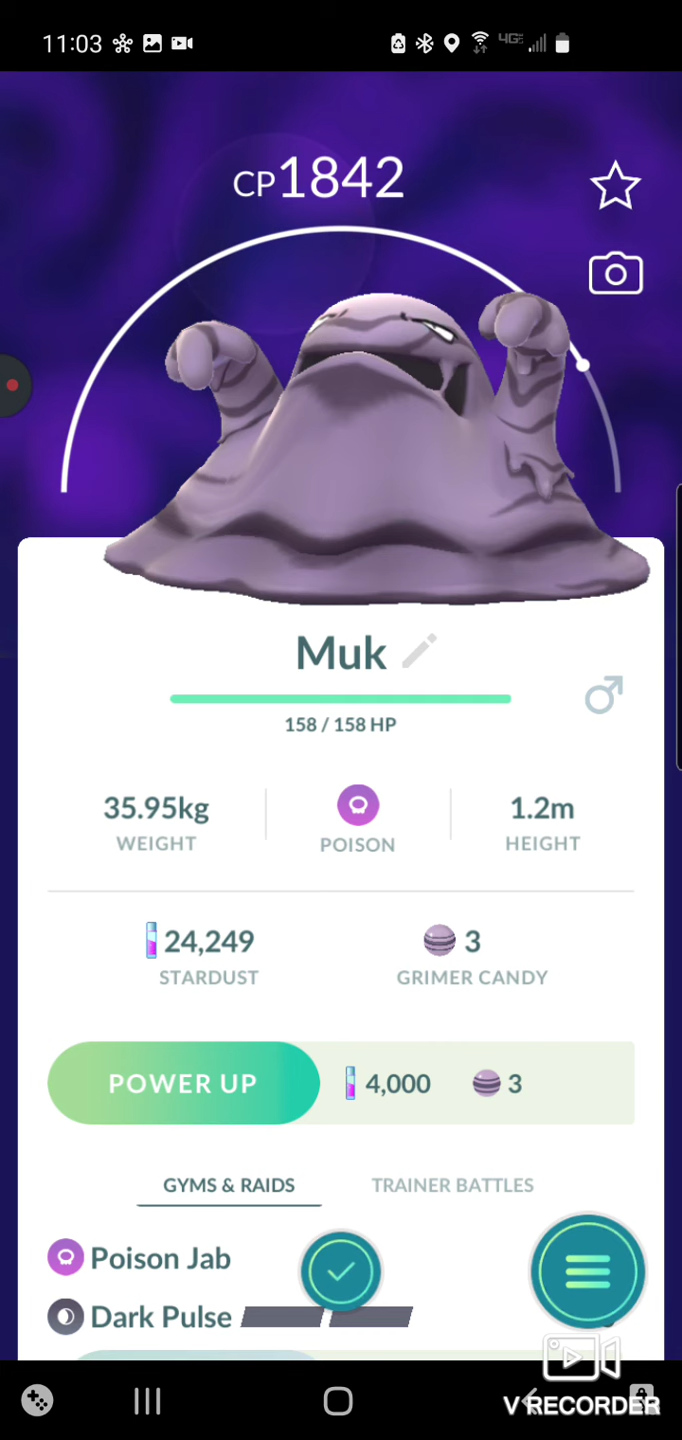 11:03
4G
CP1842
Muk
158 / 158 HP
35.95kg
1.2m
WEIGHT
POISON
HEIGHT
24,249
3
STARDUST
GRIMER CANDY
POWER UP
4,000
3
GYMS & RAIDS
TRAINER BATTLES
Poison Jab
Dark Pulse
V RECORDER